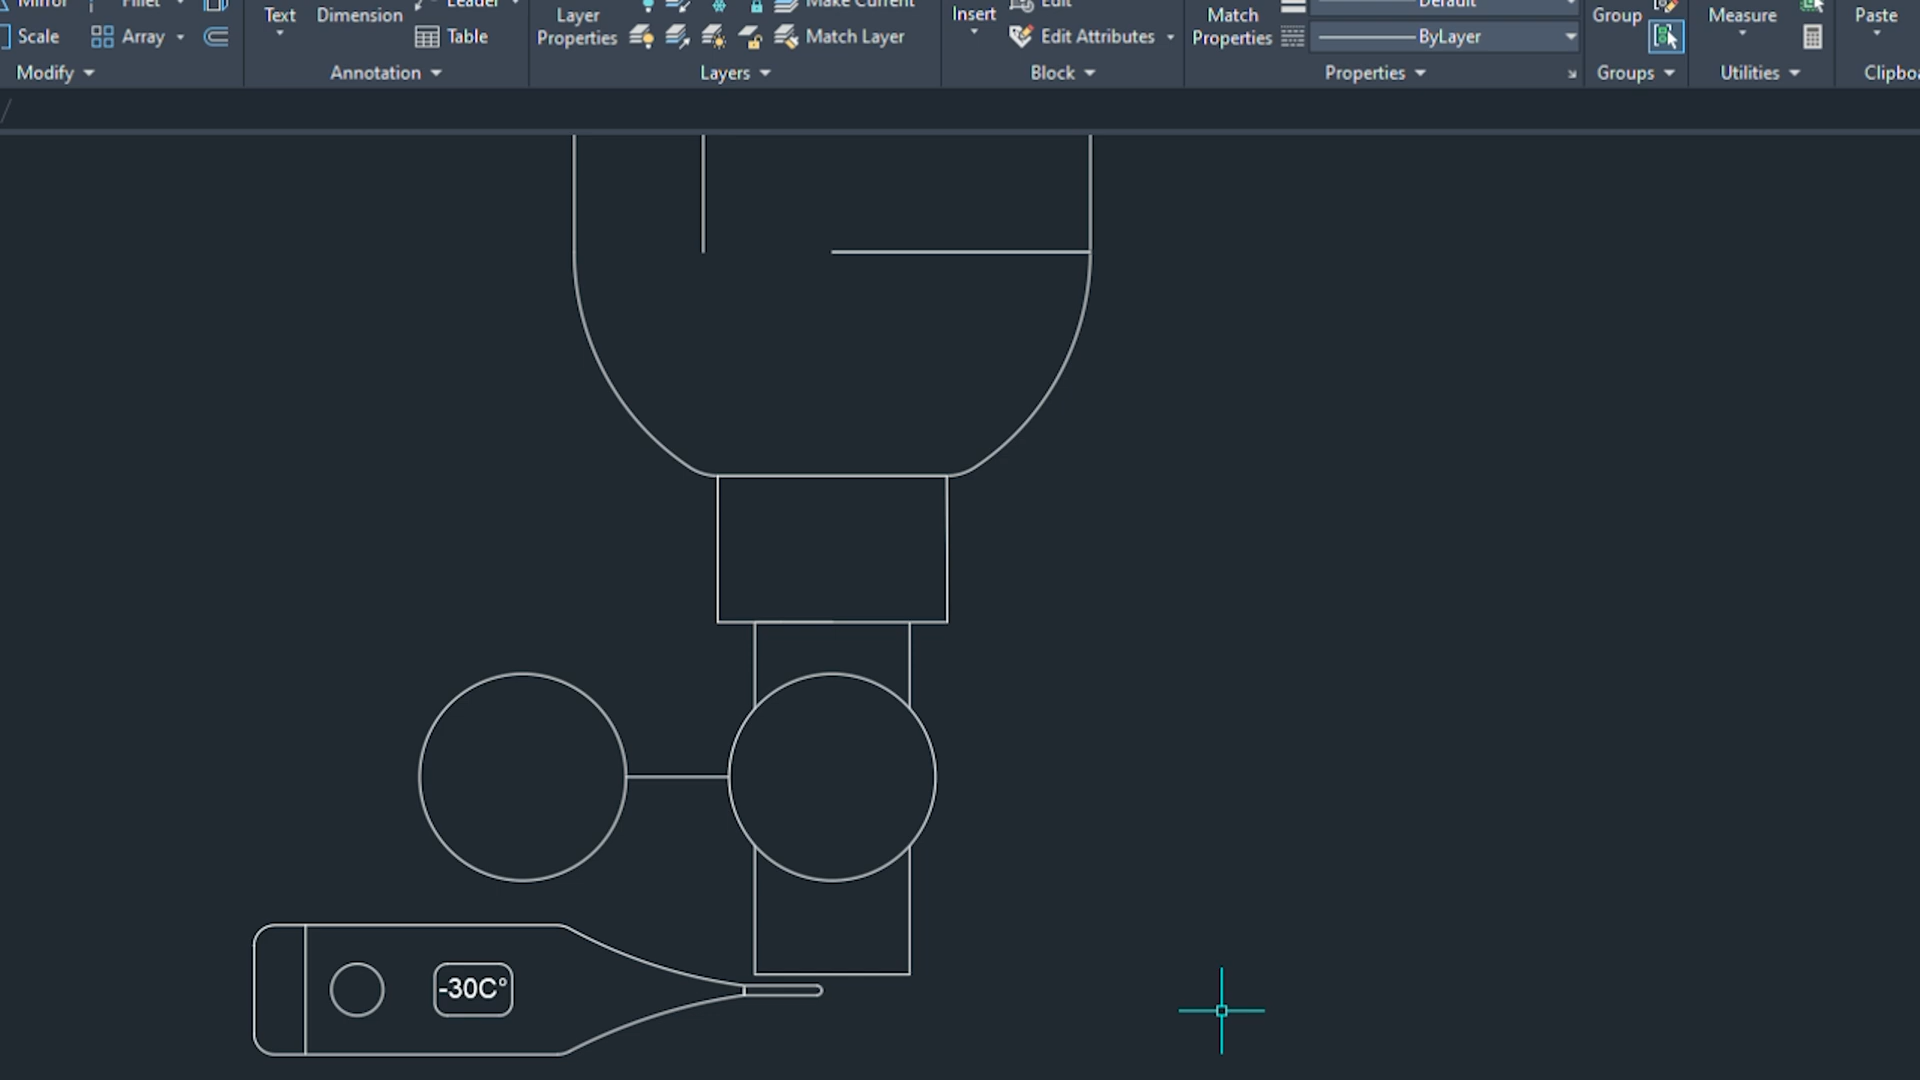 Mirror Fillet Leader Make Current Edit Default
Text Dimension Layer Properties Insert Match Properties Group Measure Paste
Scale Array Table Match Layer Edit Attributes ByLayer
Modify Annotation Layers Block Properties Groups Utilities Clipboa
-30C°